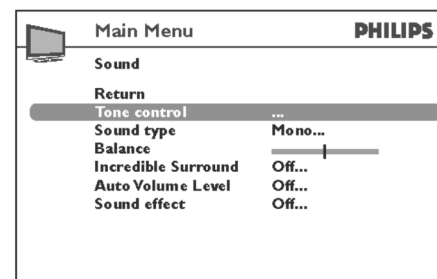 Main Menu PHILIPS
Sound
Return
Tone control ...
Sound type Mono...
Balance
Incredible Surround Off...
Auto Volume Level Off...
Sound effect Off...